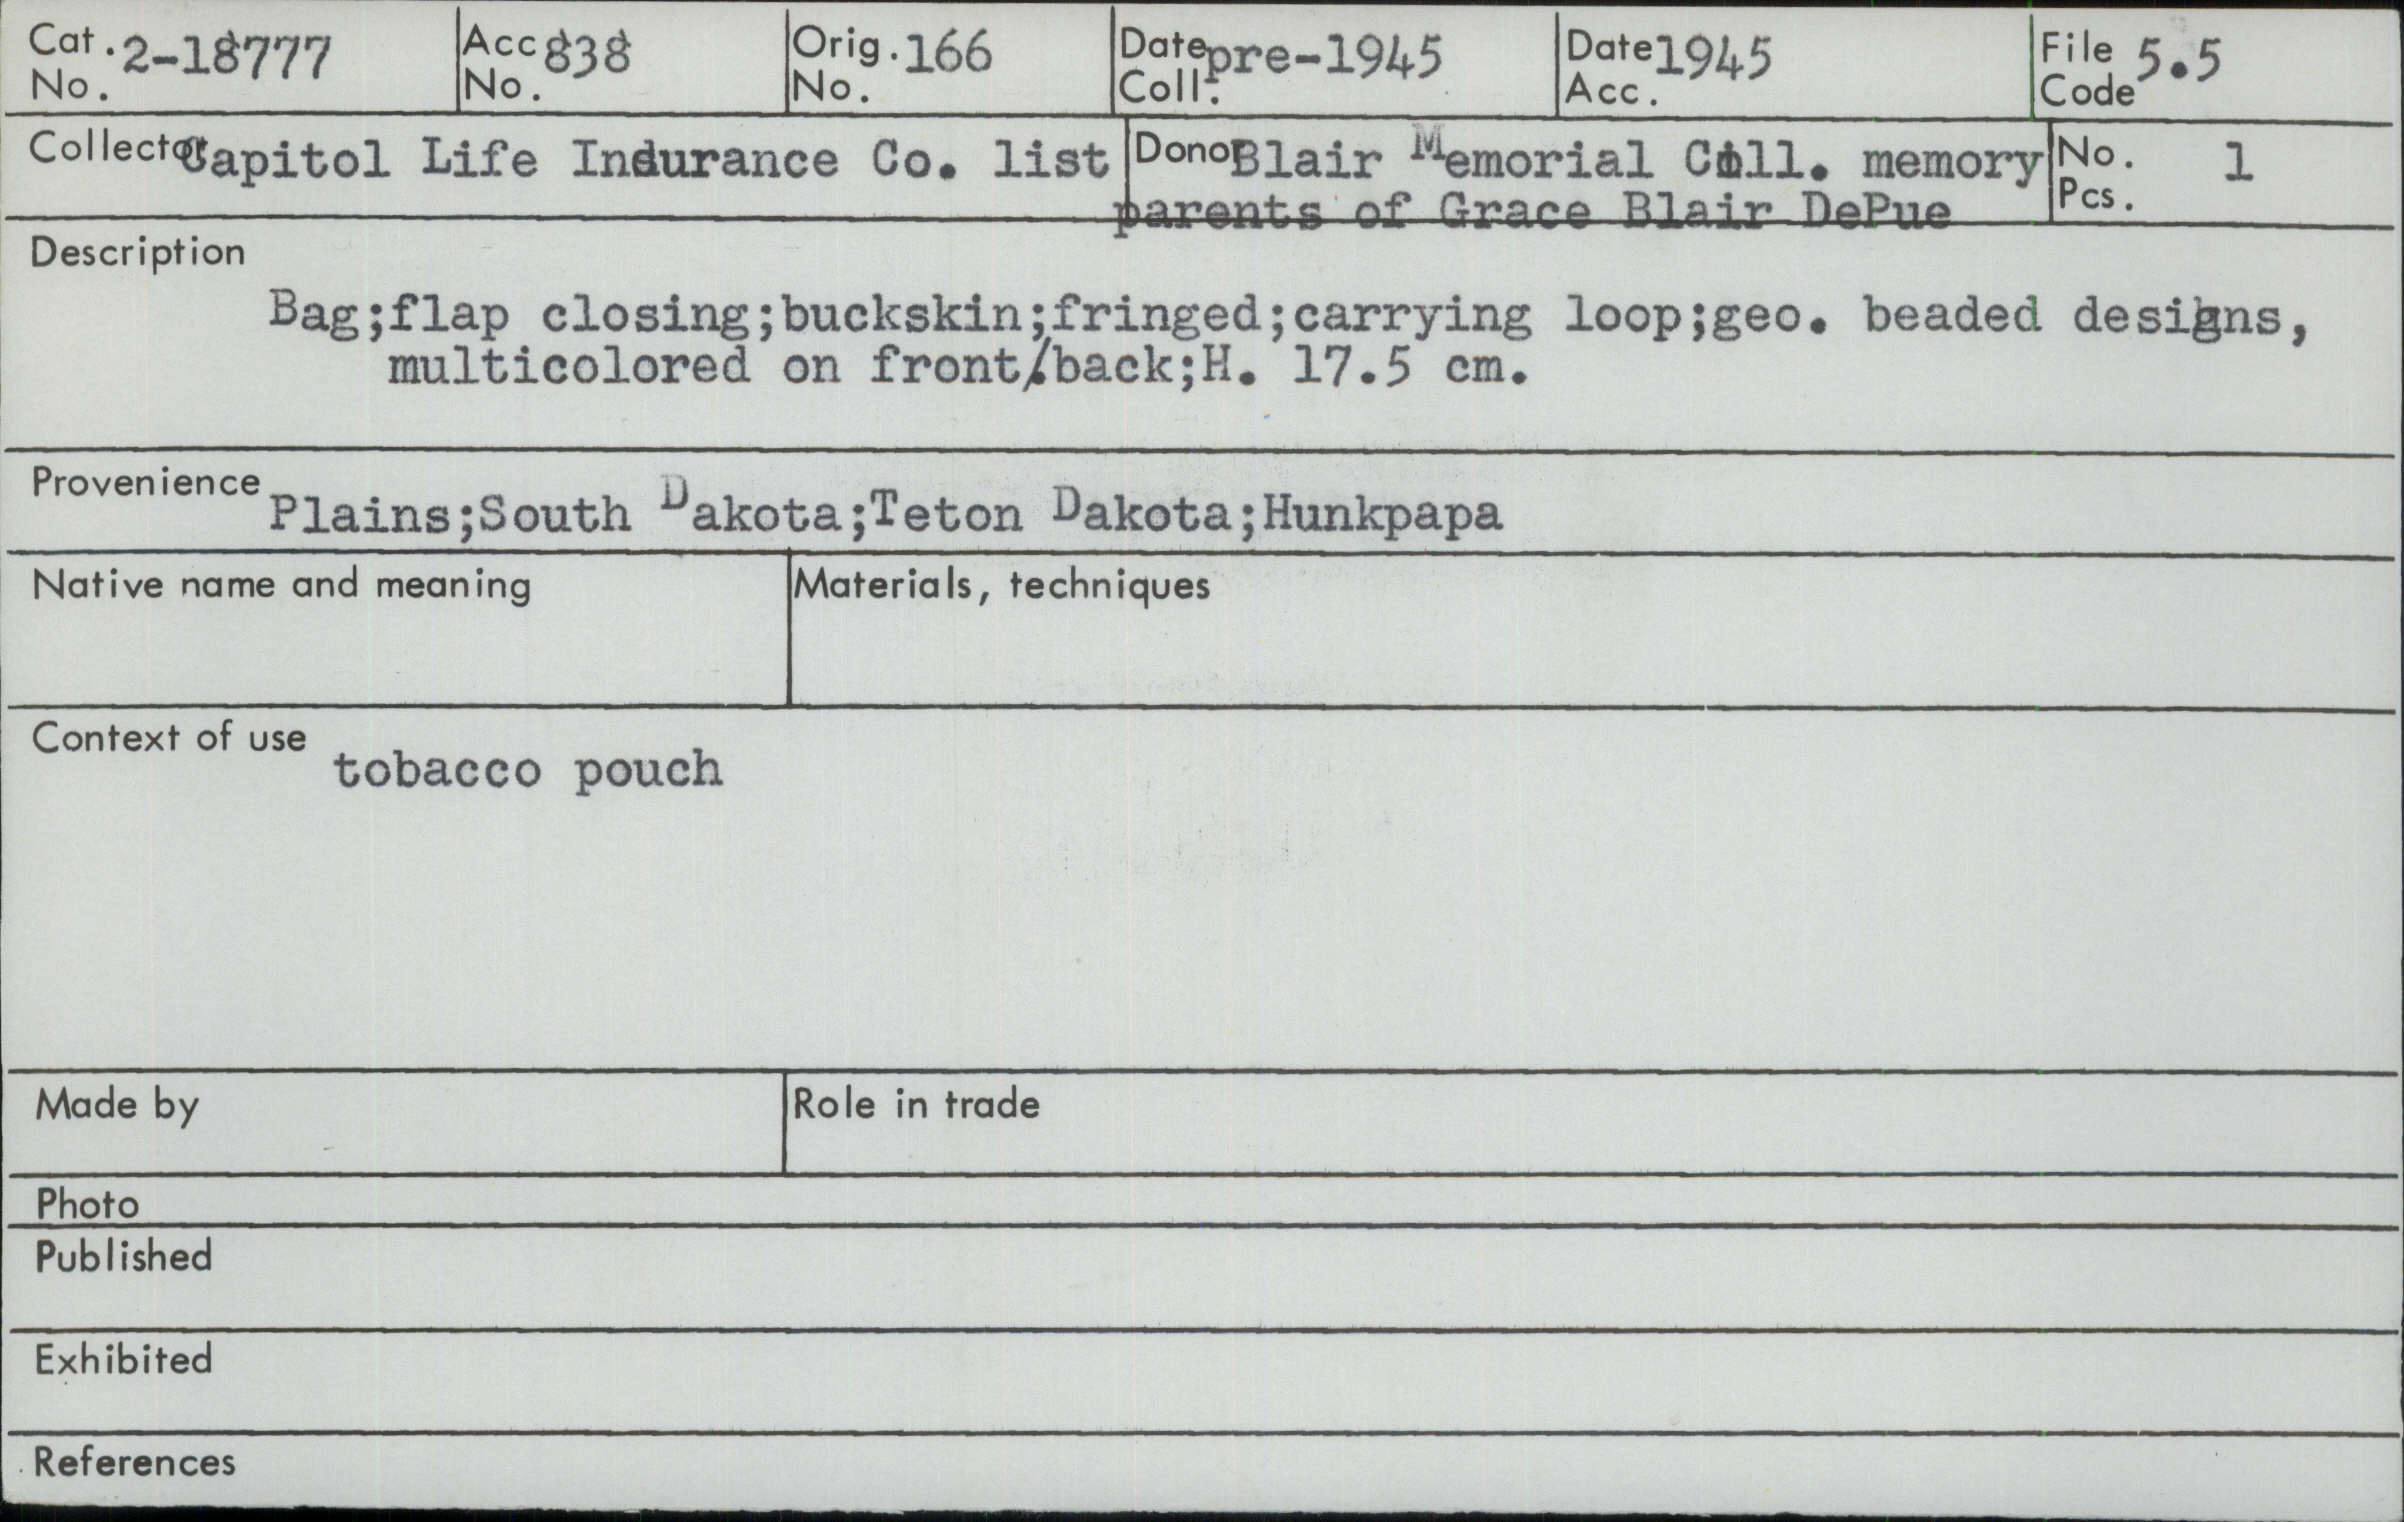 Cat. No. 2-18777 Acc No. 838 Orig. No. 166 Date Coll. pre-1945 Date Acc. 1945 File Code 5.5
Collector Capitol Life Insurance Co. list Donor Blair Memorial Coll. memory No. Pcs. 1
parents of Grace Blair DePue
Description
Bag;flap closing;buckskin;fringed;carrying loop;geo. beaded designs,
multicolored on front/back;H. 17.5 cm.
Provenience Plains;South Dakota;Teton Dakota;Hunkpapa
Native name and meaning Materials, techniques
Context of use tobacco pouch
Made by Role in trade
Photo
Published
Exhibited
References